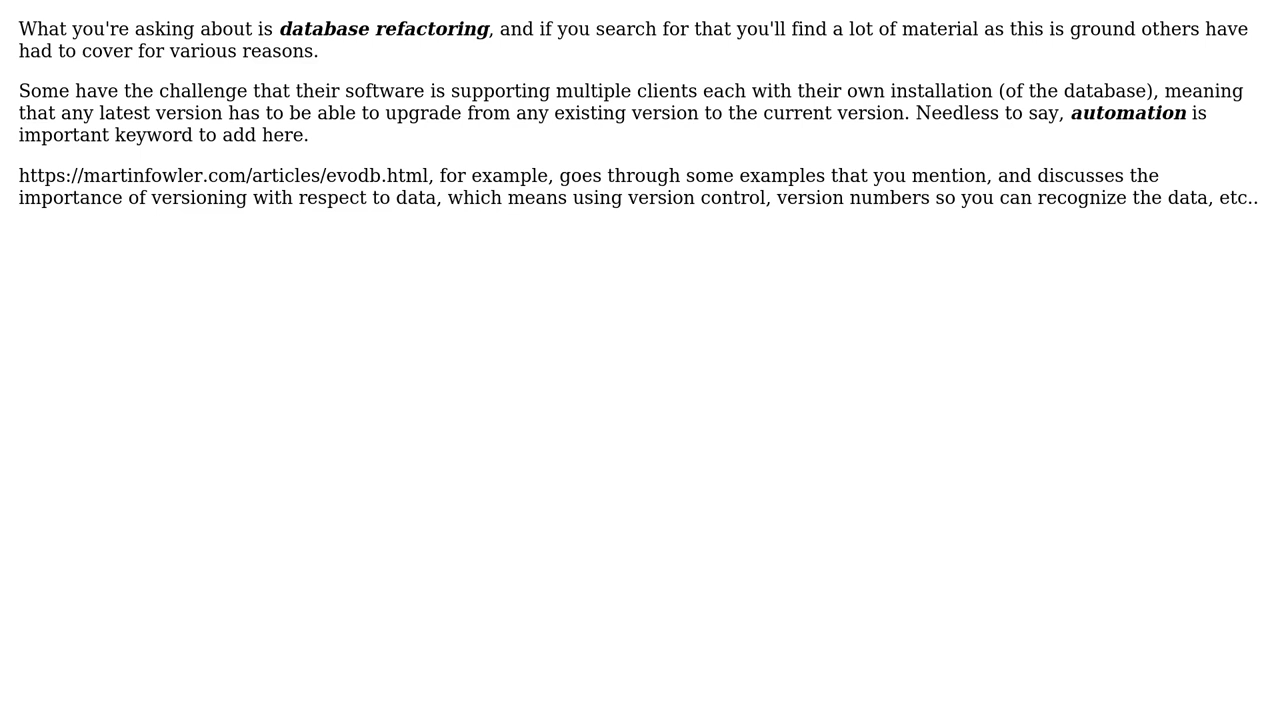 What you're asking about is database refactoring, and if you search for that you'll find a lot of material as this is ground others have
had to cover for various reasons.
Some have the challenge that their software is supporting multiple clients each with their own installation (of the database), meaning
that any latest version has to be able to upgrade from any existing version to the current version. Needless to say, automation is
important keyword to add here.
https://martinfowler.com/articles/evodb.html, for example, goes through some examples that you mention, and discusses the
importance of versioning with respect to data, which means using version control, version numbers so you can recognize the data, etc..